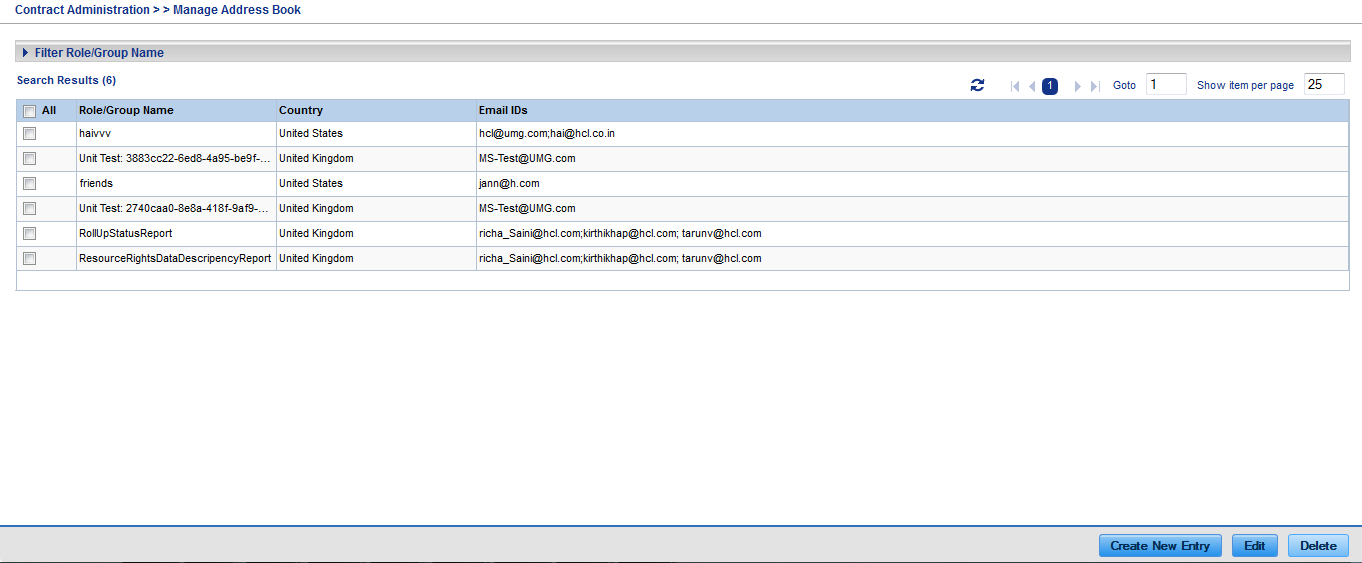 Contract Administration > > Manage Address Book
Filter Role/Group Name
Search Results (6)
1 Goto 1 Show item per page 25
All Role/Group Name Country Email IDs
haivvv United States hcl@umg.com;hai@hcl.co.in
Unit Test: 3883cc22-6ed8-4a95-be9f-... United Kingdom MS-Test@UMG.com
friends United States jann@h.com
Unit Test: 2740caa0-8e8a-418f-9af9-... United Kingdom MS-Test@UMG.com
RollUpStatusReport United Kingdom richa_Saini@hcl.com;kirthikhap@hcl.com; tarunv@hcl.com
ResourceRightsDataDescripencyReport United Kingdom richa_Saini@hcl.com;kirthikhap@hcl.com; tarunv@hcl.com
Create New Entry Edit Delete